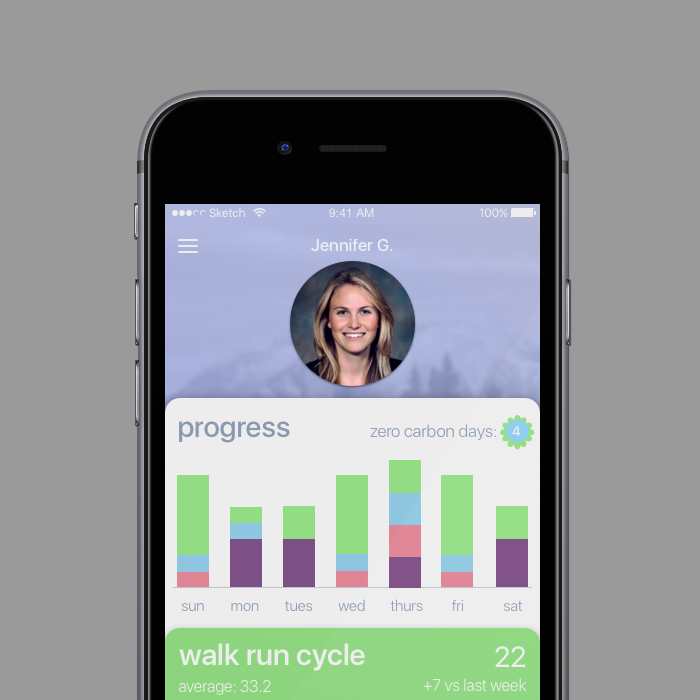 Sketch 9:41 AM 100%
Jennifer G.
progress
zero carbon days: 4
sun mon tues wed thurs fri sat
walk run cycle 22
average: 33.2 +7 vs last week